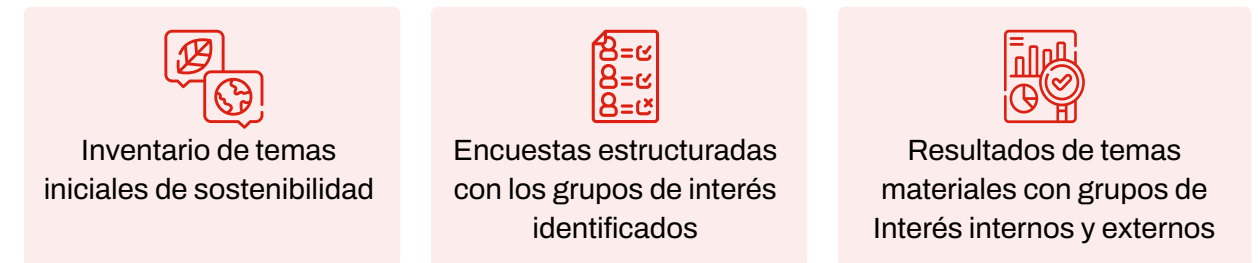 Inventario de temas
iniciales de sostenibilidad
Encuestas estructuradas
con los grupos de interés
identificados
Resultados de temas
materiales con grupos de
Interés internos y externos